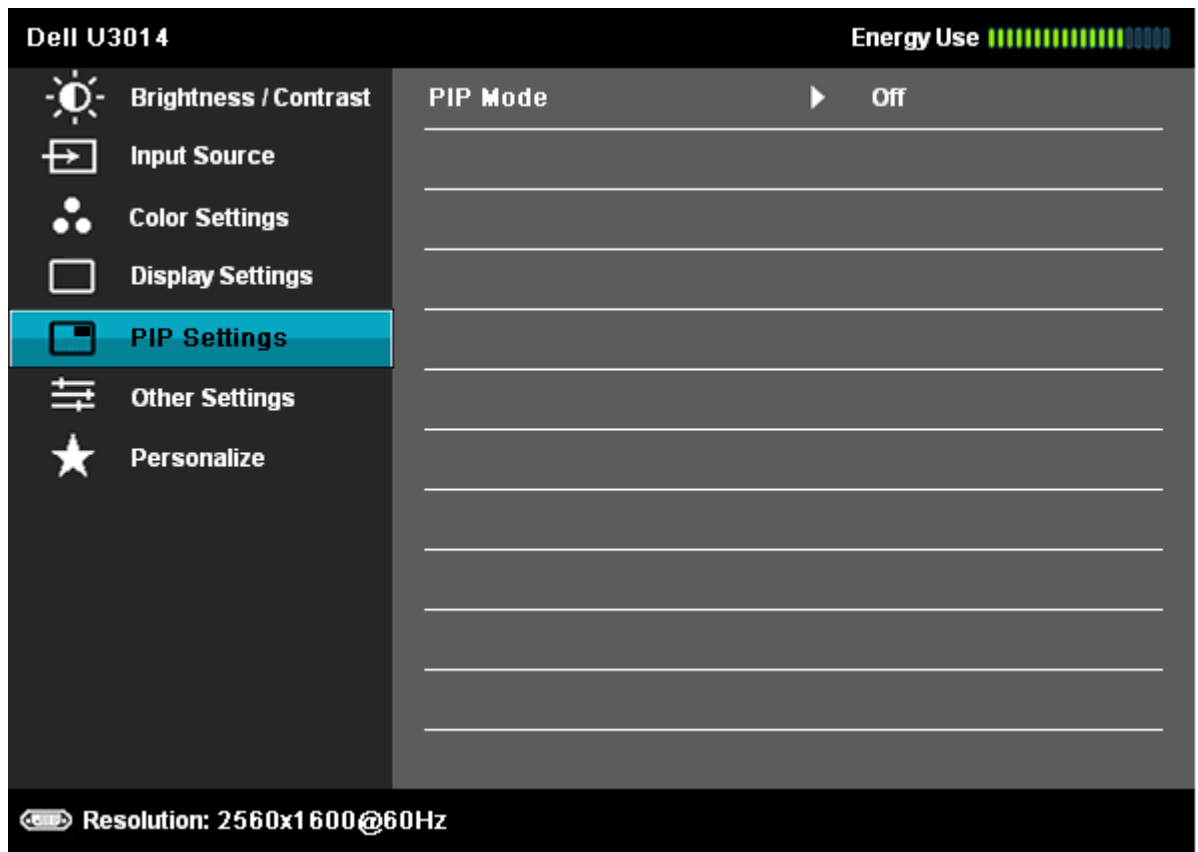 Dell U3014 Energy Use
Brightness / Contrast PIP Mode Off
Input Source
Color Settings
Display Settings
PIP Settings
Other Settings
Personalize
Resolution: 2560x1600@60Hz